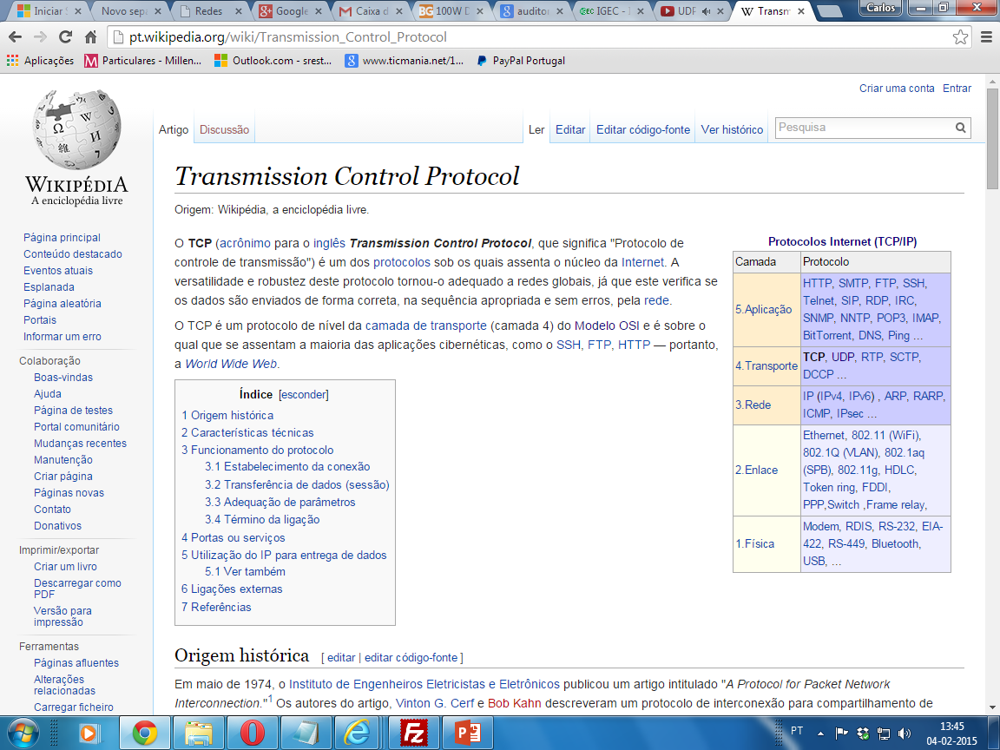 Iniciar
Novo sepa
Redes
Google
Caixa d
100W D
auditor
IGEC - I
UDP
Transm
Carlos
pt.wikipedia.org/wiki/Transmission_Control_Protocol
Aplicações
Particulares - Millen...
Outlook.com - srest...
www.ticmania.net/1...
PayPal Portugal
Criar uma conta Entrar
Artigo Discussão
Ler Editar Editar código-fonte Ver histórico
Pesquisa
WIKIPÉDIA
A enciclopédia livre
Página principal
Conteúdo destacado
Eventos atuais
Esplanada
Página aleatória
Portais
Informar um erro
Colaboração
Boas-vindas
Ajuda
Página de testes
Portal comunitário
Mudanças recentes
Manutenção
Criar página
Páginas novas
Contato
Donativos
Imprimir/exportar
Criar um livro
Descarregar como
PDF
Versão para
impressão
Ferramentas
Páginas afluentes
Alterações
relacionadas
Carregar ficheiro
Transmission Control Protocol
Origem: Wikipédia, a enciclopédia livre.
O TCP (acrônimo para o inglês Transmission Control Protocol, que significa "Protocolo de
controle de transmissão") é um dos protocolos sob os quais assenta o núcleo da Internet. A
versatilidade e robustez deste protocolo tornou-o adequado a redes globais, já que este verifica se
os dados são enviados de forma correta, na sequência apropriada e sem erros, pela rede.
O TCP é um protocolo de nível da camada de transporte (camada 4) do Modelo OSI e é sobre o
qual que se assentam a maioria das aplicações cibernéticas, como o SSH, FTP, HTTP — portanto,
a World Wide Web.
Protocolos Internet (TCP/IP)
Camada Protocolo
5.Aplicação
HTTP, SMTP, FTP, SSH,
Telnet, SIP, RDP, IRC,
SNMP, NNTP, POP3, IMAP,
BitTorrent, DNS, Ping ...
4.Transporte
TCP, UDP, RTP, SCTP,
DCCP ...
3.Rede
IP (IPv4, IPv6) , ARP, RARP,
ICMP, IPsec ...
2.Enlace
Ethernet, 802.11 (WiFi),
802.1Q (VLAN), 802.1aq
(SPB), 802.11g, HDLC,
Token ring, FDDI,
PPP,Switch ,Frame relay,
1.Física
Modem, RDIS, RS-232, EIA-
422, RS-449, Bluetooth,
USB, ...
Índice [esconder]
1 Origem histórica
2 Características técnicas
3 Funcionamento do protocolo
3.1 Estabelecimento da conexão
3.2 Transferência de dados (sessão)
3.3 Adequação de parâmetros
3.4 Término da ligação
4 Portas ou serviços
5 Utilização do IP para entrega de dados
5.1 Ver também
6 Ligações externas
7 Referências
Origem histórica [ editar | editar código-fonte ]
Em maio de 1974, o Instituto de Engenheiros Eletricistas e Eletrônicos publicou um artigo intitulado "A Protocol for Packet Network
Interconnection."1 Os autores do artigo, Vinton G. Cerf e Bob Kahn descreveram um protocolo de interconexão para compartilhamento de
PT
13:45
04-02-2015